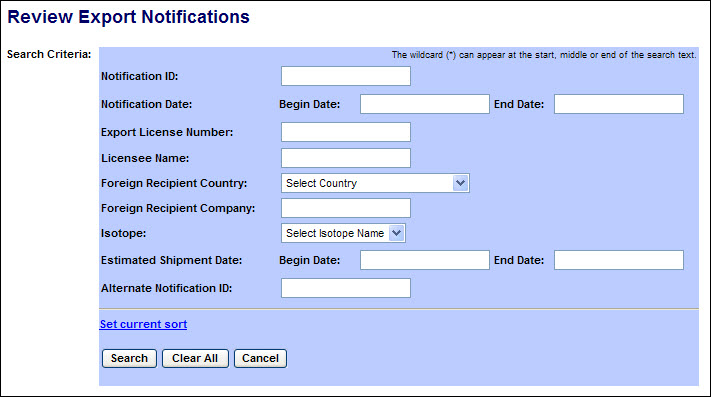 Review Export Notifications
Search Criteria:
The wildcard (*) can appear at the start, middle or end of the search text.
Notification ID:
Notification Date: Begin Date: End Date:
Export License Number:
Licensee Name:
Foreign Recipient Country: Select Country
Foreign Recipient Company:
Isotope: Select Isotope Name
Estimated Shipment Date: Begin Date: End Date:
Alternate Notification ID:
Set current sort
Search Clear All Cancel